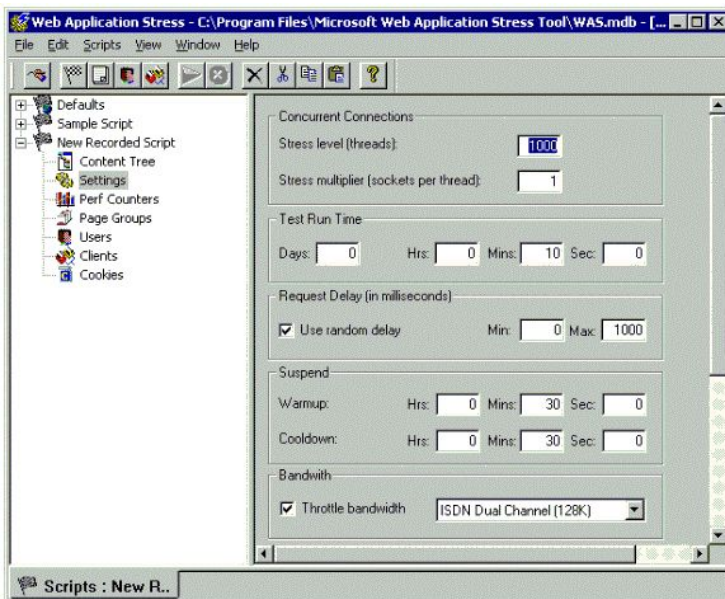 Web Application Stress - C:\Program Files\Microsoft Web Application Stress Tool\WAS.mdb - [...
File Edit Scripts View Window Help
Defaults
Sample Script
New Recorded Script
Content Tree
Settings
Perf Counters
Page Groups
Users
Clients
Cookies
Concurrent Connections
Stress level (threads): 1000
Stress multiplier (sockets per thread): 1
Test Run Time
Days: 0 Hrs: 0 Mins: 10 Sec: 0
Request Delay (in milliseconds)
Use random delay Min: 0 Max: 1000
Suspend
Warmup: Hrs: 0 Mins: 30 Sec: 0
Cooldown: Hrs: 0 Mins: 30 Sec: 0
Bandwith
Throttle bandwidth ISDN Dual Channel (128K)
Scripts : New R..